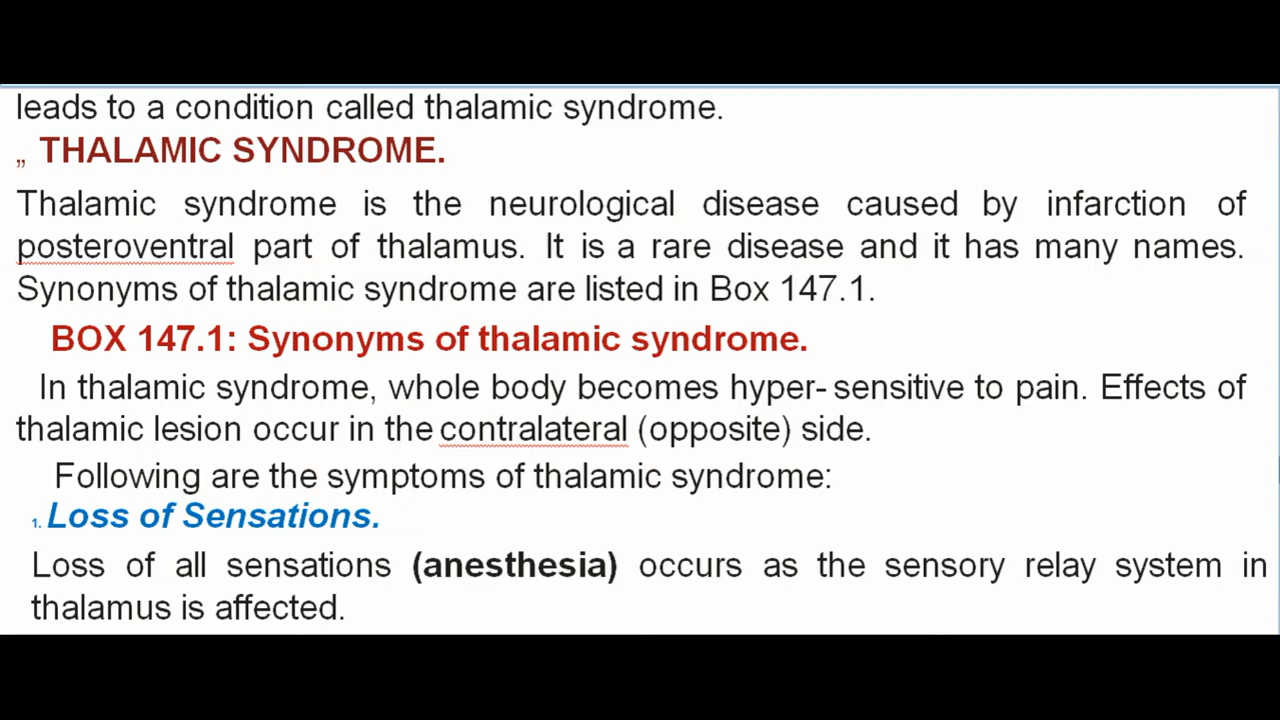 leads to a condition called thalamic syndrome.
„ THALAMIC SYNDROME.
Thalamic syndrome is the neurological disease caused by infarction of
posteroventral part of thalamus. It is a rare disease and it has many names.
Synonyms of thalamic syndrome are listed in Box 147.1.
BOX 147.1: Synonyms of thalamic syndrome.
In thalamic syndrome, whole body becomes hyper- sensitive to pain. Effects of
thalamic lesion occur in the contralateral (opposite) side.
Following are the symptoms of thalamic syndrome:
1. Loss of Sensations.
Loss of all sensations (anesthesia) occurs as the sensory relay system in
thalamus is affected.